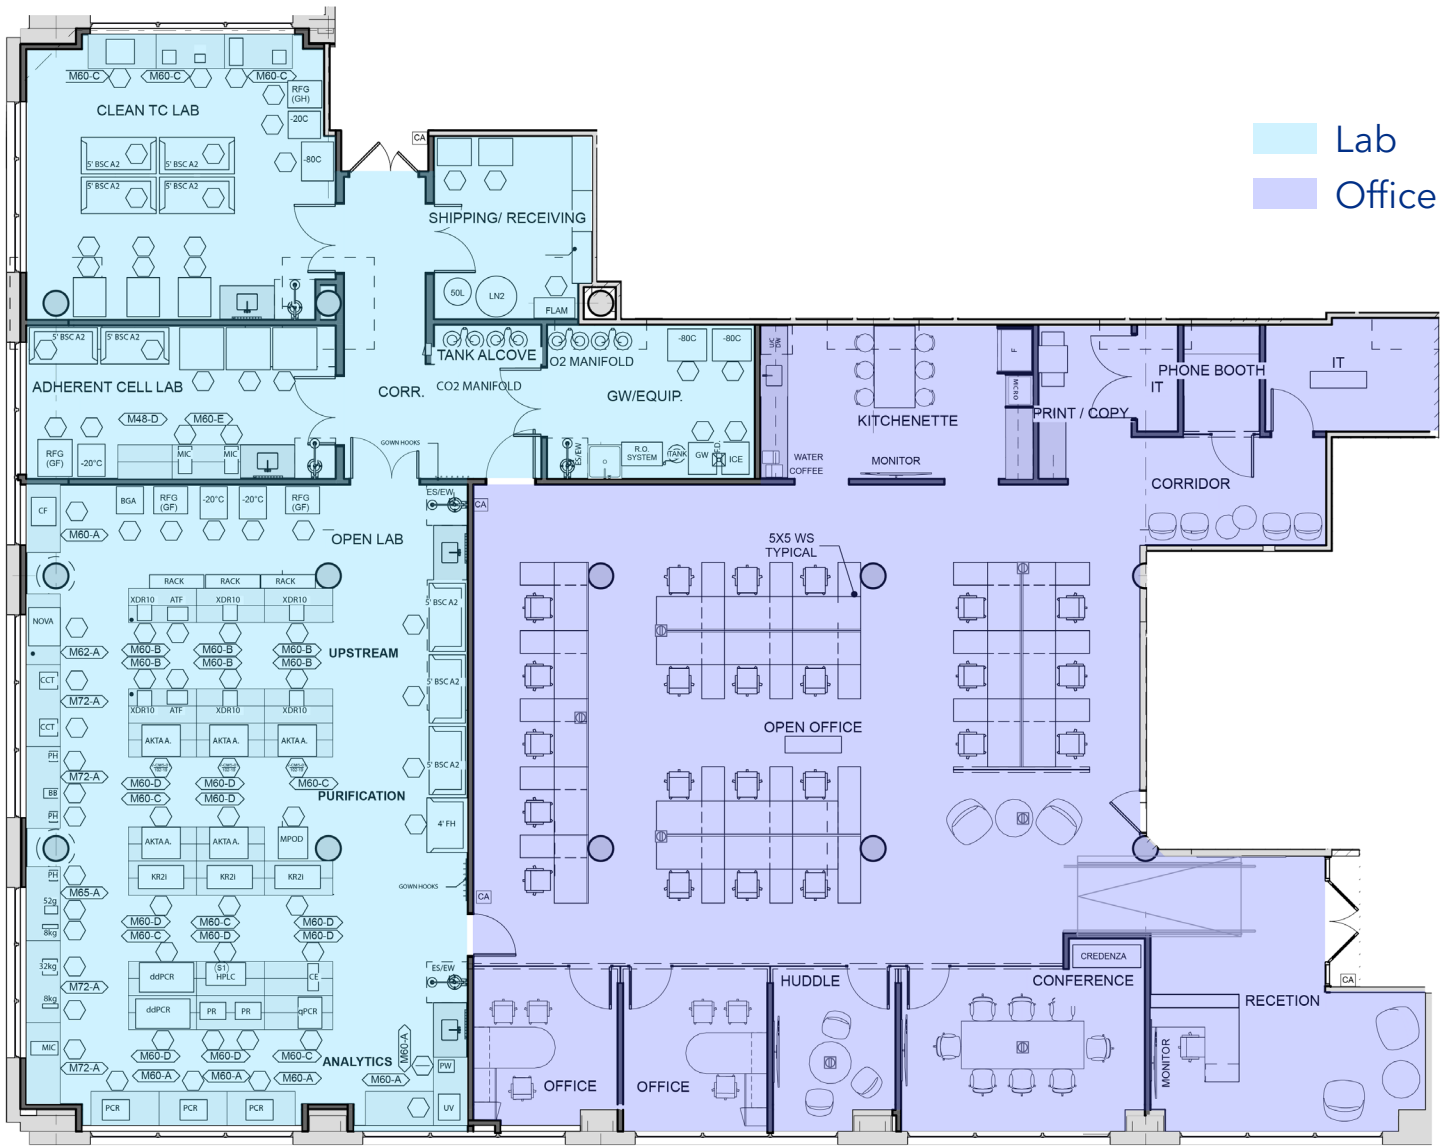 M60-C
M60-C
M60-C
RFG
(GH)
CLEAN TC LAB
-20C
CA
-80C
5' BSC A2
5' BSC A2
5' BSC A2
5' BSC A2
Lab
Office
SHIPPING/ RECEIVING
50L
LN2
FLAM
5' BSC A2
5' BSC A2
TANK ALCOVE
O2 MANIFOLD
CO2 MANIFOLD
-80C
-80C
ADHERENT CELL LAB
CORR.
GW/EQUIP.
M48-D
M60-E
RFG
(GF)
-20°C
MIC
MIC
GOWN HOOKS
ES/EW
R.O.
SYSTEM
TANK
GW
ICE
U/C
DW
F
MCRO
KITCHENETTE
WATER
COFFEE
MONITOR
PRINT / COPY
IT
PHONE BOOTH
IT
CORRIDOR
CF
BGA
RFG
(GF)
-20°C
-20°C
RFG
(GF)
ES/EW
CA
M60-A
OPEN LAB
5X5 WS
TYPICAL
RACK
RACK
RACK
XDR10
ATF
XDR10
XDR10
5' BSC A2
NOVA
M62-A
M60-B
M60-B
M60-B
M60-B
M60-B
M60-B
UPSTREAM
CCT
M72-A
5' BSC A2
XDR10
ATF
XDR10
XDR10
CCT
AKTA A.
AKTA A.
AKTA A.
OPEN OFFICE
PH
M72-A
5' BSC A2
M60-D
M60-D
M60-C
BB
M60-C
M60-D
PURIFICATION
PH
4' FH
AKTA A.
AKTA A.
MPOD
PH
KR2i
KR2i
KR2i
M65-A
GOWN HOOKS
CA
52g
8kg
M60-D
M60-C
M60-D
M60-C
M60-D
M60-D
32kg
ddPCR
(S1)
HPLC
CE
ES/EW
M72-A
8kg
ddPCR
PR
PR
qPCR
HUDDLE
CREDENZA
CONFERENCE
CA
RECETION
MIC
M72-A
M60-D
M60-D
M60-C
ANALYTICS
M60-A
M60-A
M60-A
M60-A
M60-A
PW
UV
PCR
PCR
PCR
OFFICE
OFFICE
MONITOR